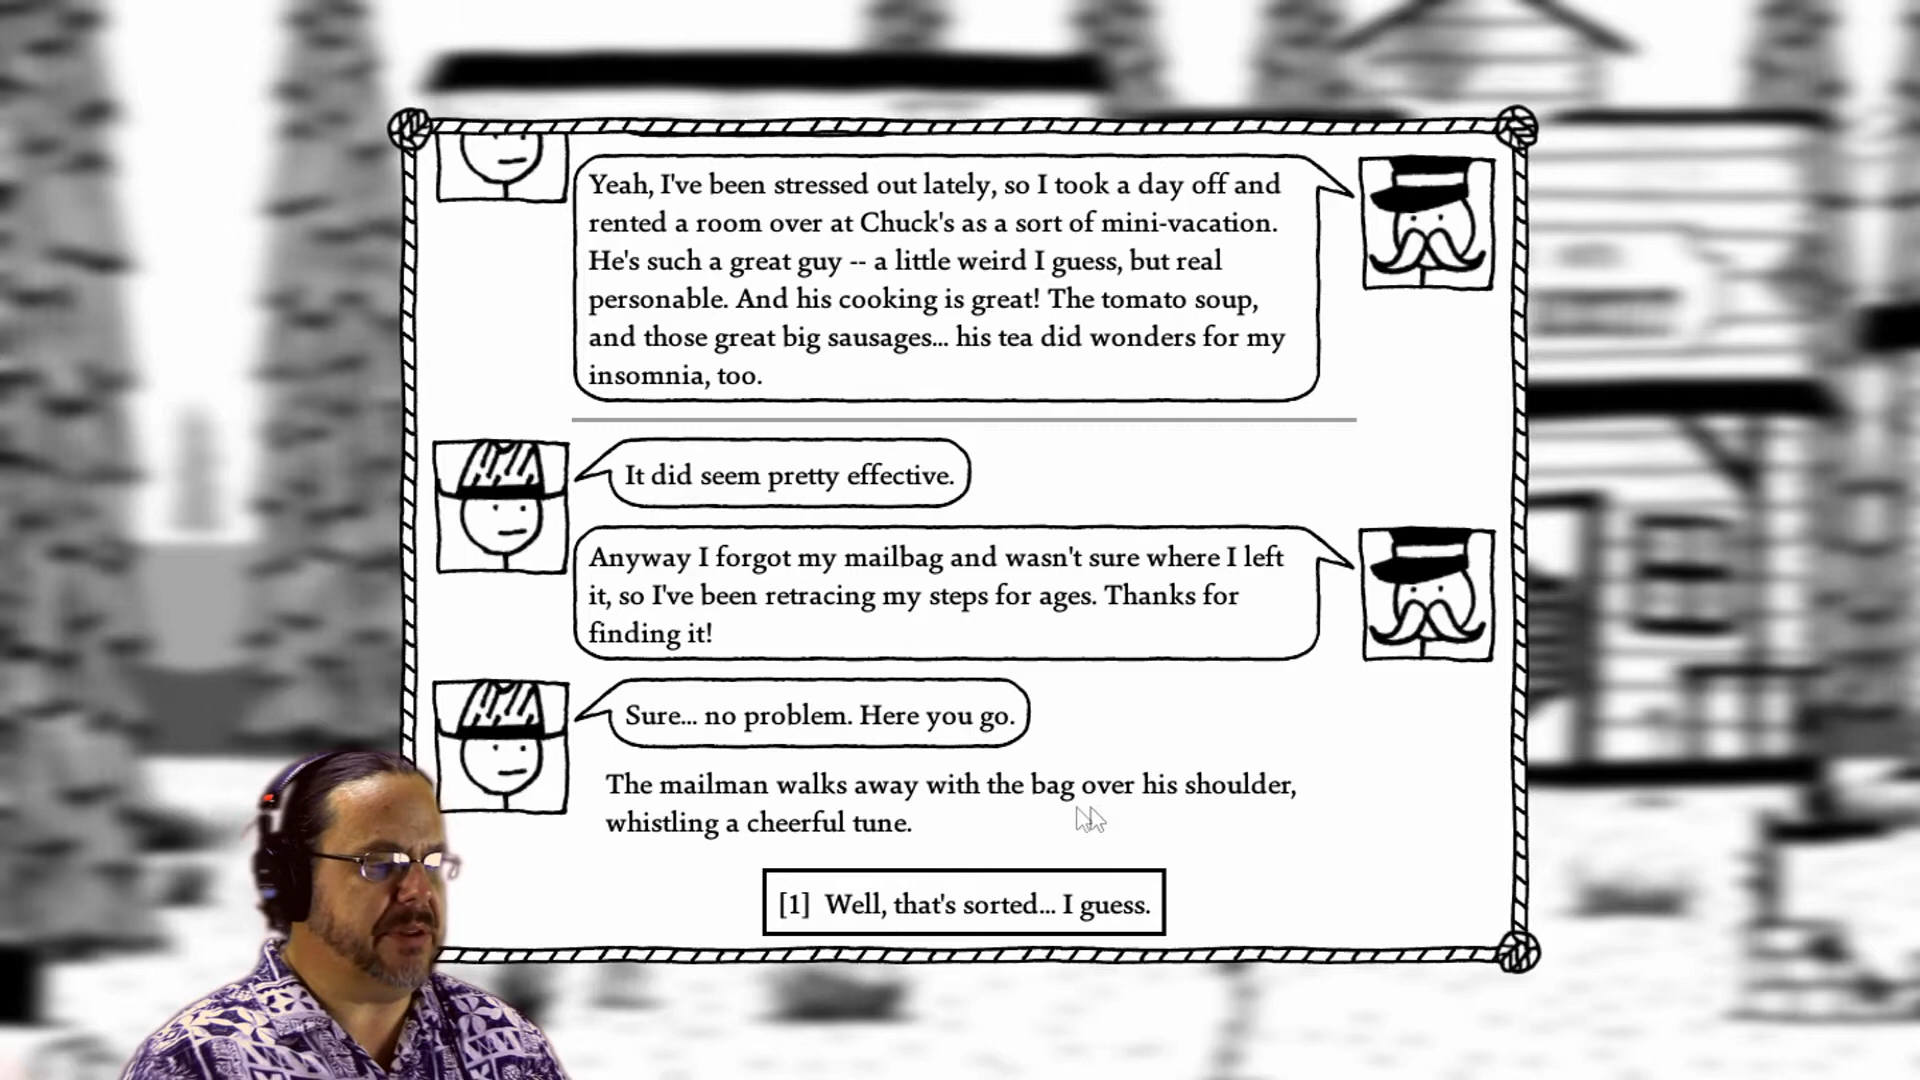 Yeah, I've been stressed out lately, so I took a day off and
rented a room over at Chuck's as a sort of mini-vacation.
He's such a great guy -- a little weird I guess, but real
personable. And his cooking is great! The tomato soup,
and those great big sausages... his tea did wonders for my
insomnia, too.
It did seem pretty effective.
Anyway I forgot my mailbag and wasn't sure where I left
it, so I've been retracing my steps for ages. Thanks for
finding it!
Sure... no problem. Here you go.
The mailman walks away with the bag over his shoulder,
whistling a cheerful tune.
[1] Well, that's sorted... I guess.